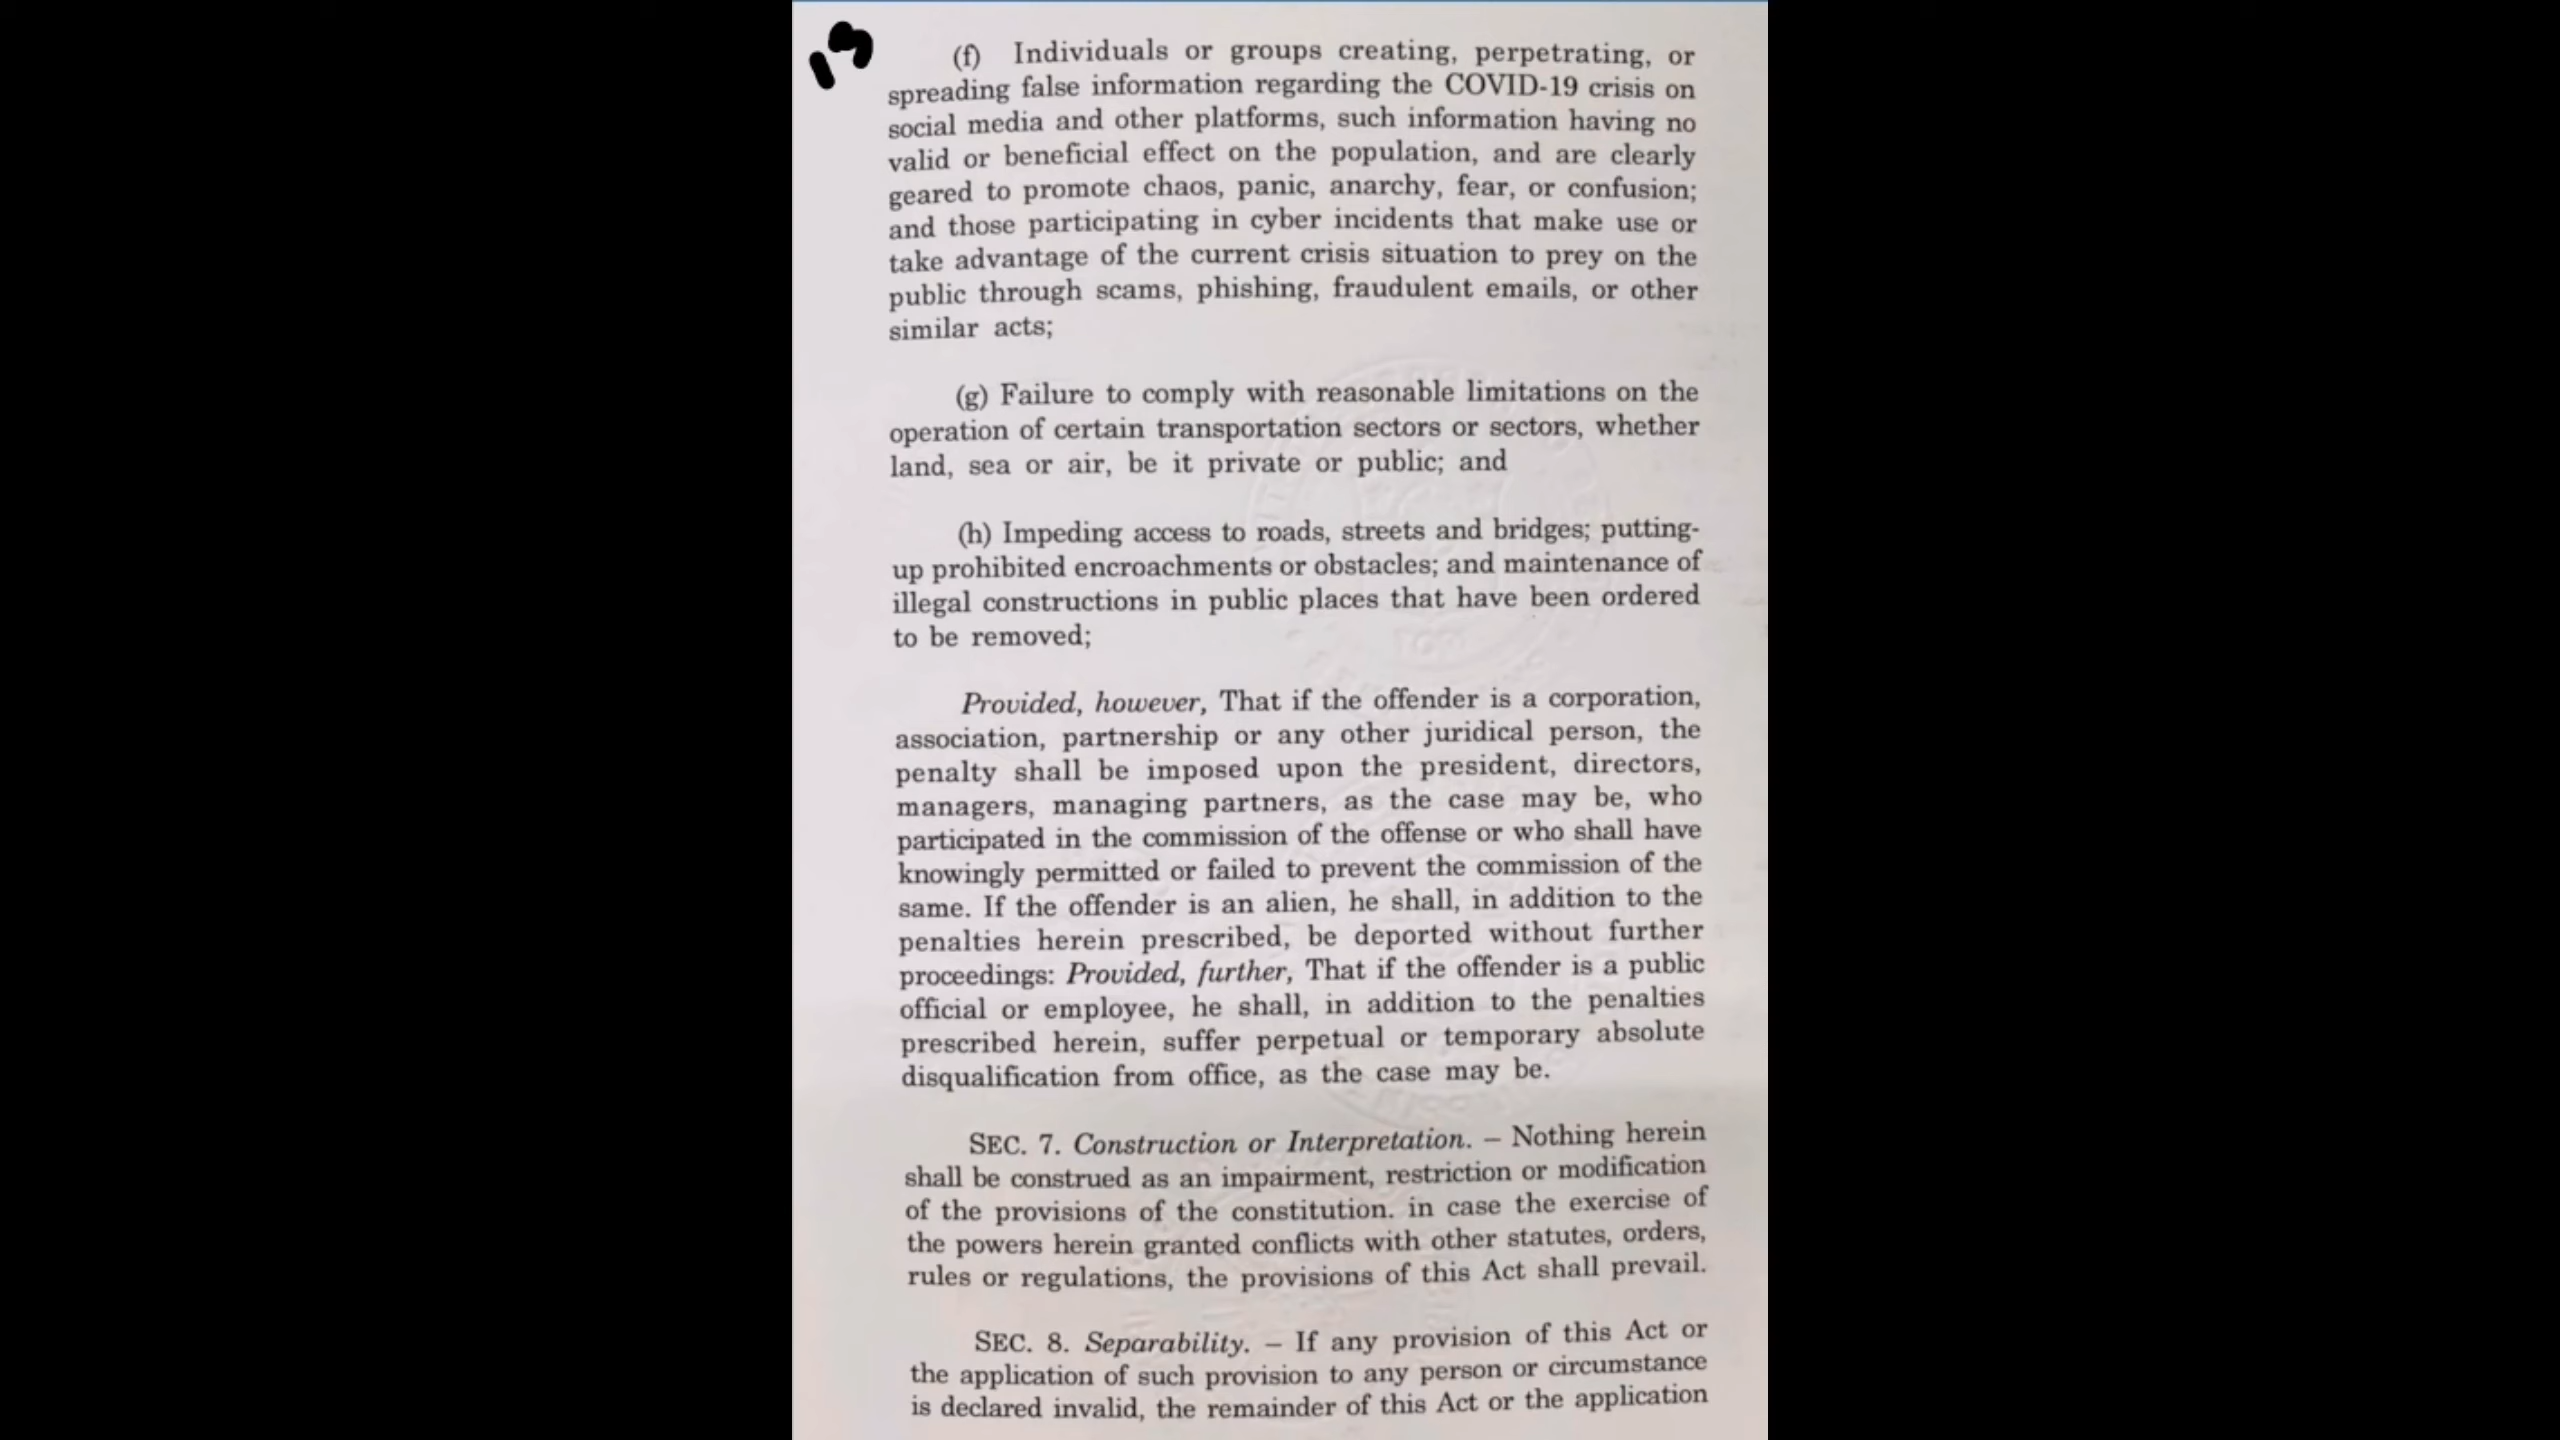 (f) Individuals or groups creating, perpetrating, or
spreading false information regarding the COVID-19 crisis on
social media and other platforms, such information having no
valid or beneficial effect on the population, and are clearly
geared to promote chaos, panic, anarchy, fear, or confusion;
and those participating in cyber incidents that make use or
take advantage of the current crisis situation to prey on the
public through scams, phishing, fraudulent emails, or other
similar acts;
(g) Failure to comply with reasonable limitations on the
operation of certain transportation sectors or sectors, whether
land, sea or air, be it private or public; and
(h) Impeding access to roads, streets and bridges; putting-
up prohibited encroachments or obstacles; and maintenance of
illegal constructions in public places that have been ordered
to be removed;
Provided, however, That if the offender is a corporation,
association, partnership or any other juridical person, the
penalty shall be imposed upon the president, directors,
managers, managing partners, as the case may be, who
participated in the commission of the offense or who shall have
knowingly permitted or failed to prevent the commission of the
same. If the offender is an alien, he shall, in addition to the
penalties herein prescribed, be deported without further
proceedings: Provided, further, That if the offender is a public
official or employee, he shall, in addition to the penalties
prescribed herein, suffer perpetual or temporary absolute
disqualification from office, as the case may be.
SEC. 7. Construction or Interpretation. – Nothing herein
shall be construed as an impairment, restriction or modification
of the provisions of the constitution. in case the exercise of
the powers herein granted conflicts with other statutes, orders,
rules or regulations, the provisions of this Act shall prevail.
SEC. 8. Separability. – If any provision of this Act or
the application of such provision to any person or circumstance
is declared invalid, the remainder of this Act or the application